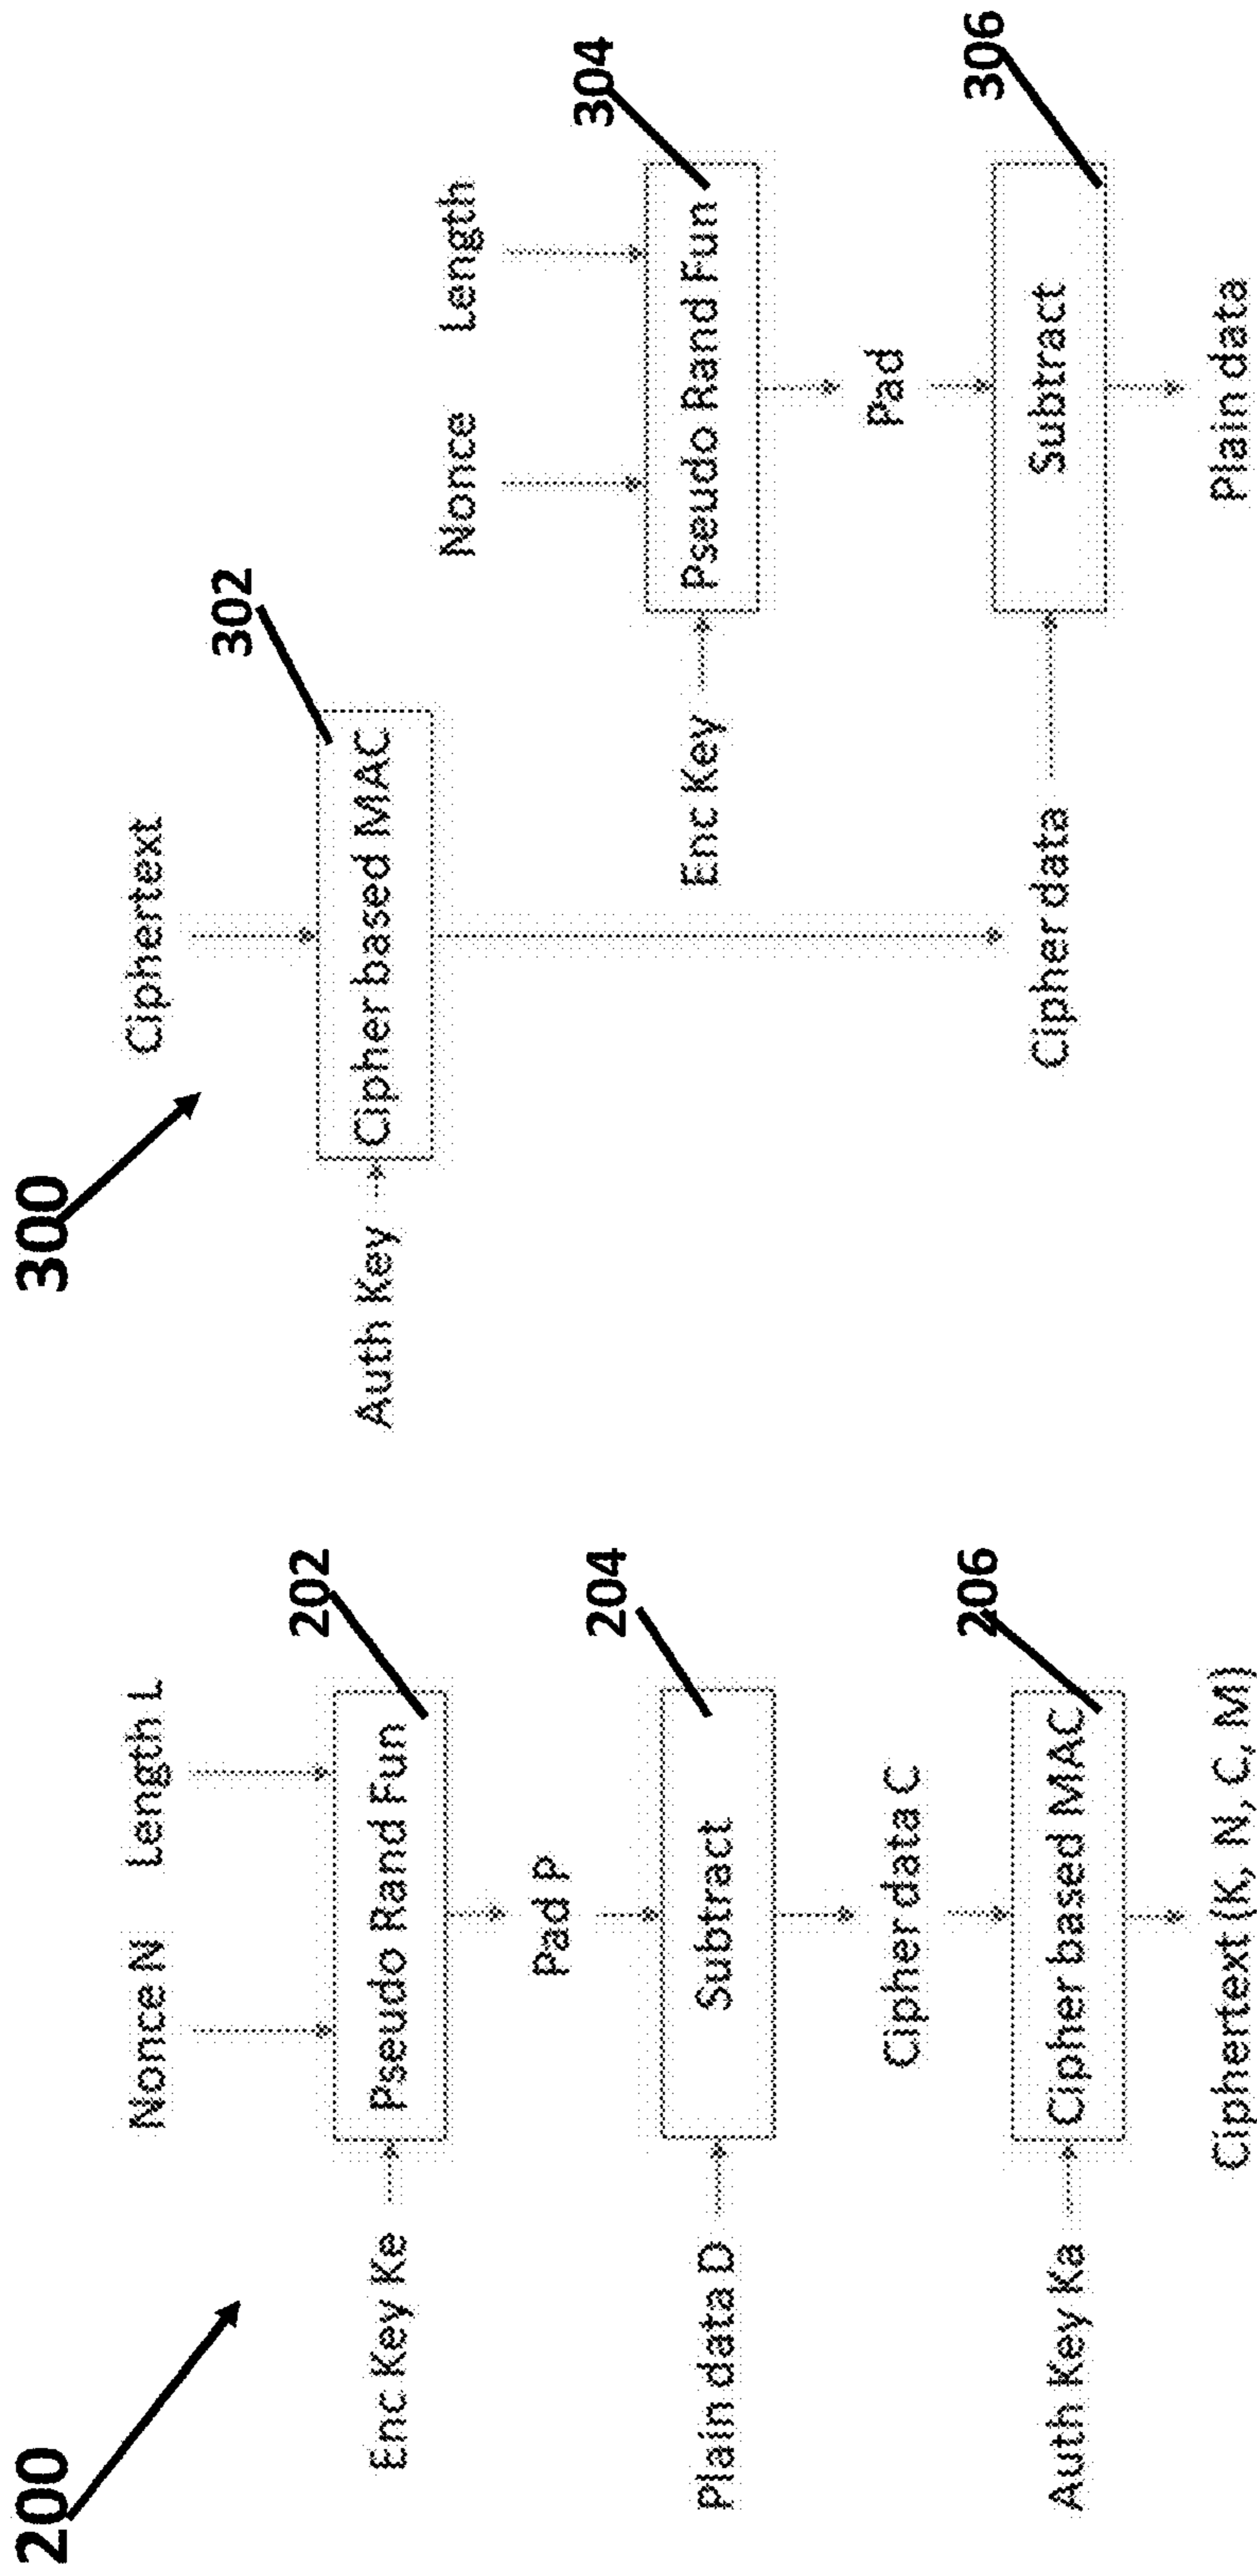 200
Nonce N
Length L
202
Enc Key Ke
Pseudo Rand Fun
Pad P
204
Plain data D
Subtract
Cipher data C
206
Auth Key Ka
Cipher based MAC
Ciphertext (K, N, C, M)
300
Ciphertext
302
Auth Key
Cipher based MAC
Nonce
Length
304
Enc Key
Pseudo Rand Fun
Pad
306
Cipher data
Subtract
Plain data